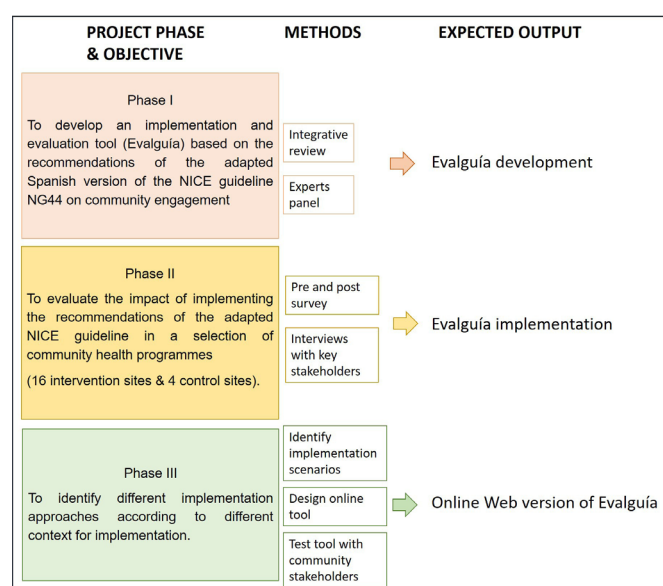 PROJECT PHASE
& OBJECTIVE
METHODS
EXPECTED OUTPUT
Phase I
To develop an implementation and
evaluation tool (Evalguía) based on the
recommendations of the adapted
Spanish version of the NICE guideline
NG44 on community engagement
Integrative
review
Experts
panel
Evalguía development
Phase II
To evaluate the impact of implementing
the recommendations of the adapted
NICE guideline in a selection of
community health programmes
(16 intervention sites & 4 control sites).
Pre and post
survey
Interviews
with key
stakeholders
Evalguía implementation
Phase III
To identify different implementation
approaches according to different
context for implementation.
Identify
implementation
scenarios
Design online
tool
Test tool with
community
stakeholders
Online Web version of Evalguía